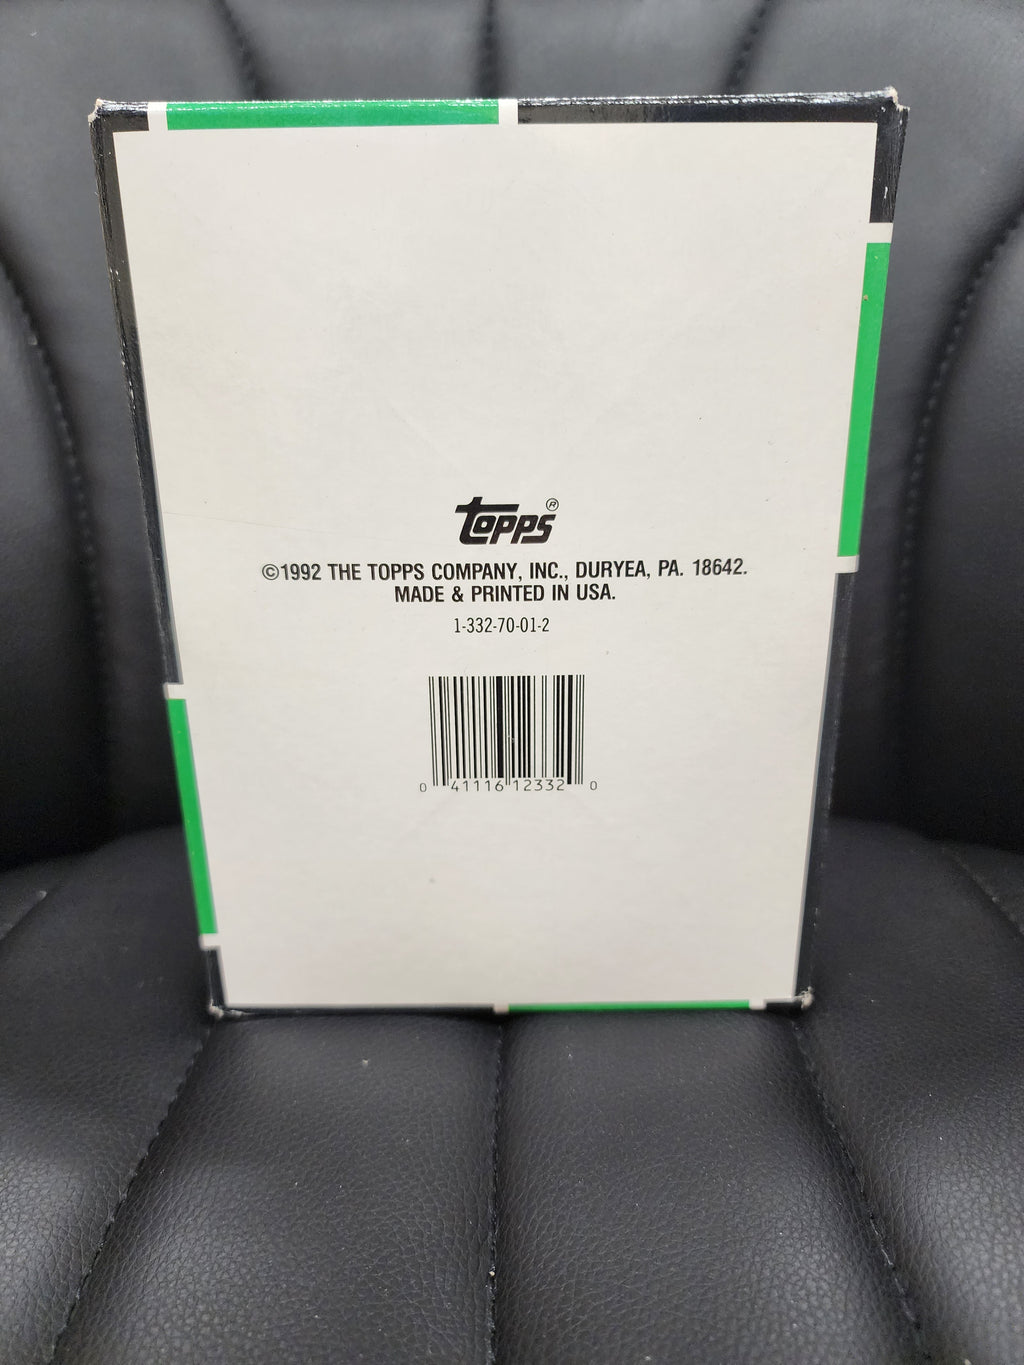 Topps®
©1992 THE TOPPS COMPANY, INC., DURYEA, PA. 18642.
MADE & PRINTED IN USA.
1-332-70-01-2
0 41116 12332 0